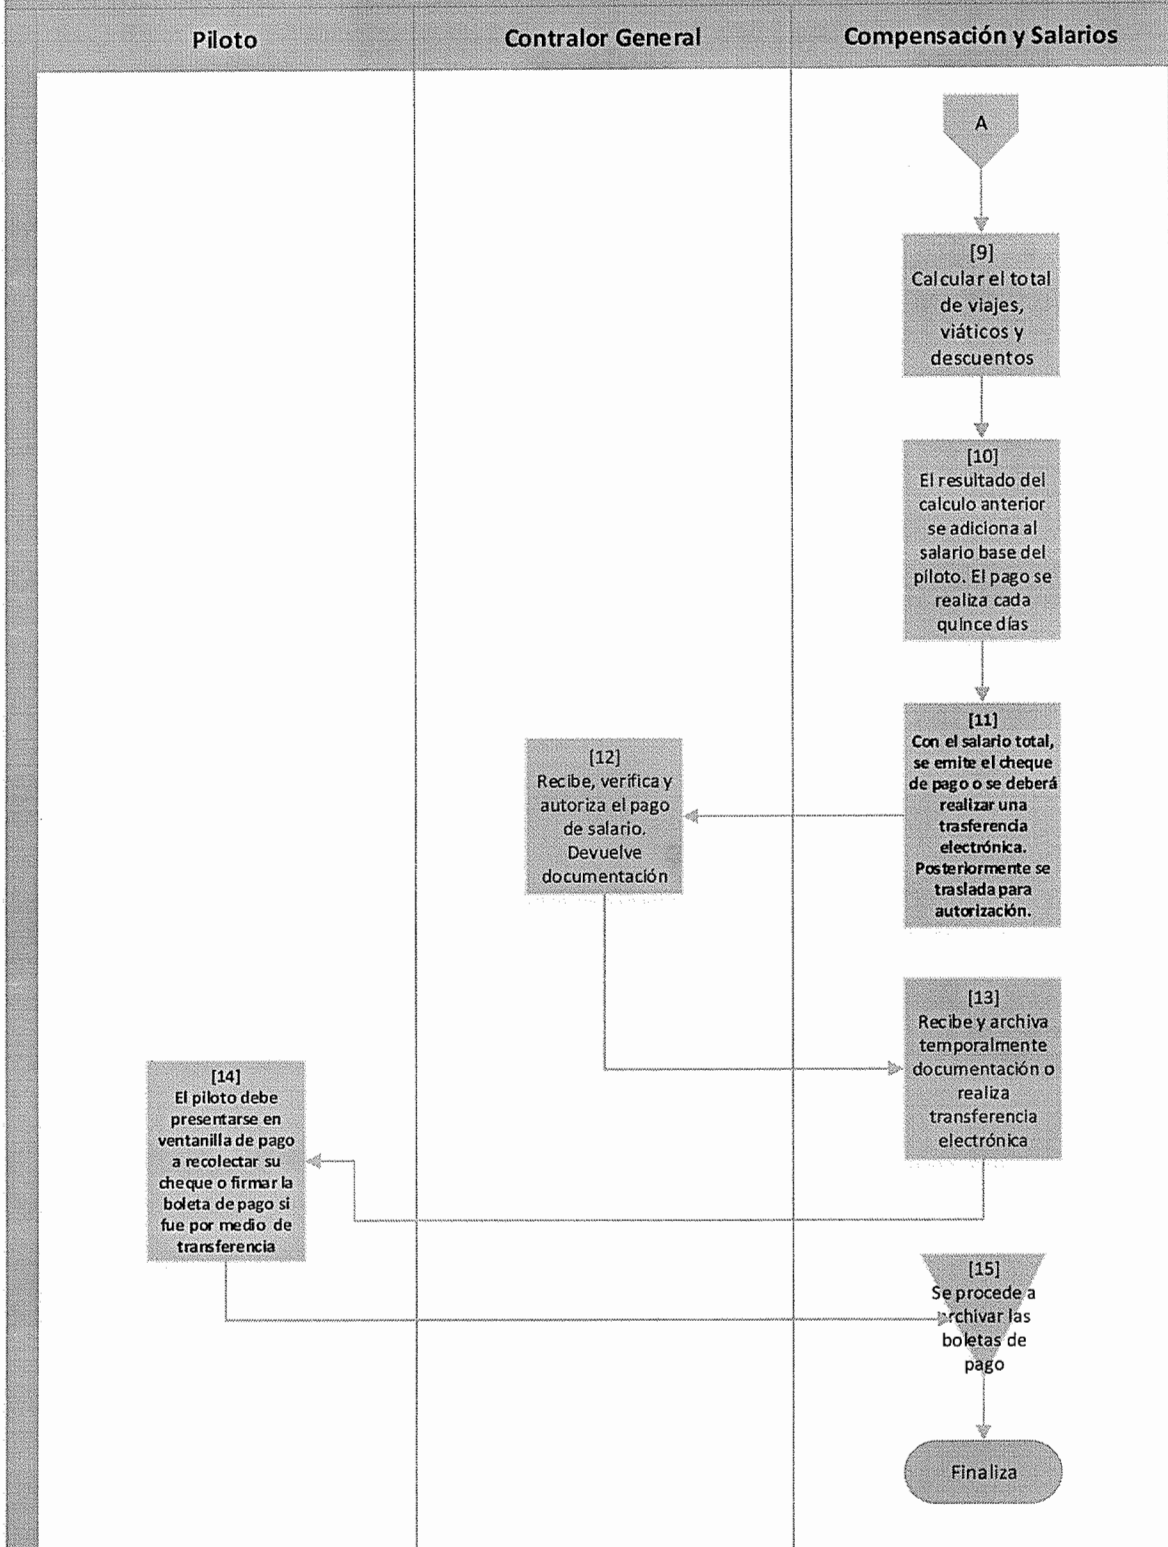 Piloto
Contralor General
Compensación y Salarios
A
[9]
Calcular el total
de viajes,
viáticos y
descuentos
[10]
El resultado del
calculo anterior
se adiciona al
salario base del
piloto. El pago se
realiza cada
quince días
[11]
Con el salario total,
se emite el cheque
de pago o se deberá
realizar una
trasferencia
electrónica.
Posteriormente se
traslada para
autorización.
[12]
Recibe, verifica y
autoriza el pago
de salario.
Devuelve
documentación
[13]
Recibe y archiva
temporalmente
documentación o
realiza
transferencia
electrónica
[14]
El piloto debe
presentarse en
ventanilla de pago
a recolectar su
cheque o firmar la
boleta de pago si
fue por medio de
transferencia
[15]
Se procede a
archivar las
boletas de
pago
Finaliza